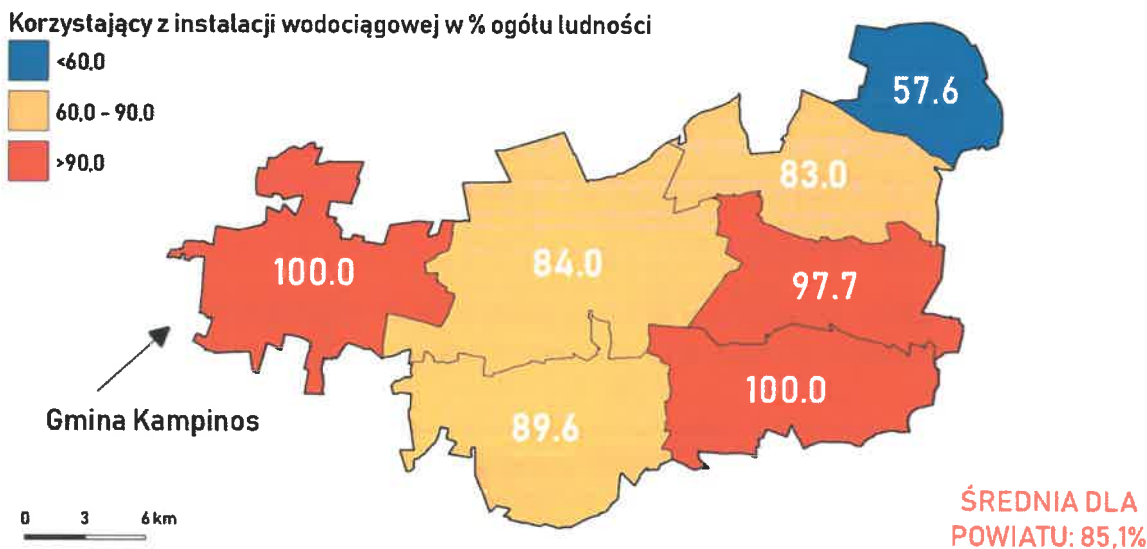 Korzystający z instalacji wodociągowej w % ogółu ludności
<60.0
60.0 - 90.0
>90.0
57.6
83.0
100.0
84.0
97.7
100.0
89.6
Gmina Kampinos
0 3 6 km
ŚREDNIA DLA
POWIATU: 85,1%